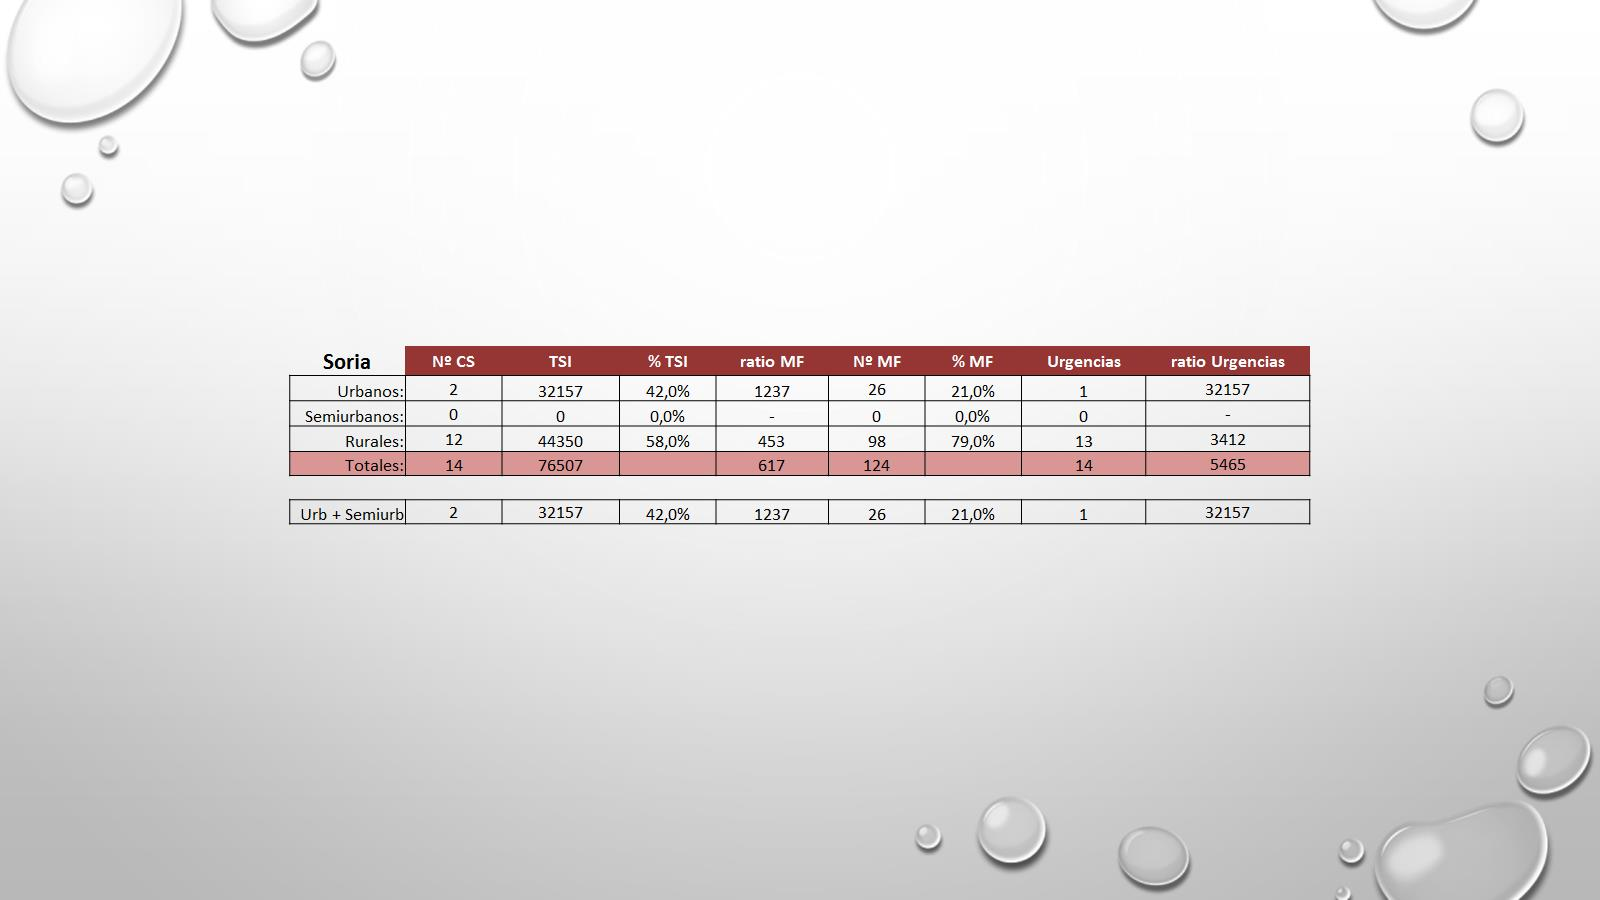 Soria Nº CS TSI % TSI ratio MF Nº MF % MF Urgencias ratio Urgencias
Urbanos: 2 32157 42,0% 1237 26 21,0% 1 32157
Semiurbanos: 0 0 0,0% - 0 0,0% 0 -
Rurales: 12 44350 58,0% 453 98 79,0% 13 3412
Totales: 14 76507 617 124 14 5465
Urb + Semiurb 2 32157 42,0% 1237 26 21,0% 1 32157